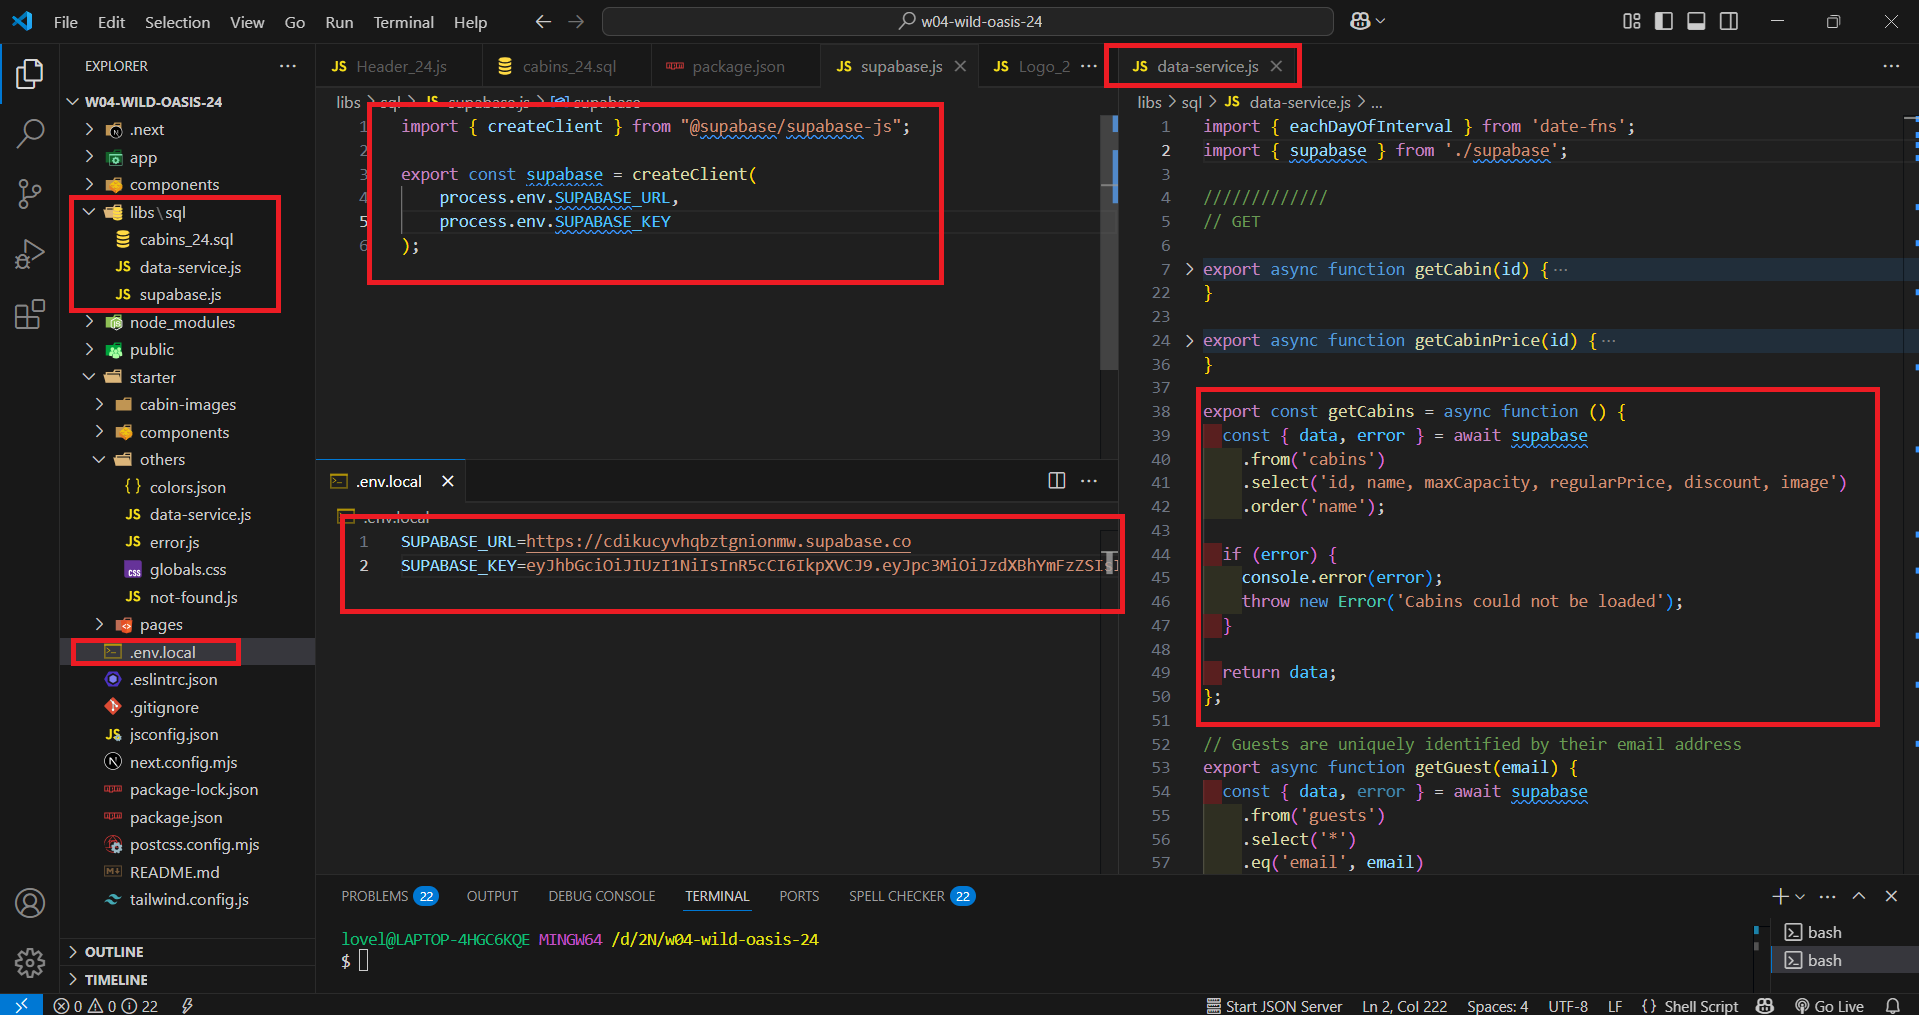 File Edit Selection View Go Run Terminal Help
w04-wild-oasis-24
EXPLORER
W04-WILD-OASIS-24
.next
app
components
libs\sql
cabins_24.sql
data-service.js
supabase.js
node_modules
public
starter
cabin-images
components
others
colors.json
data-service.js
error.js
globals.css
not-found.js
pages
.env.local
.eslintrc.json
.gitignore
jsconfig.json
next.config.mjs
package-lock.json
package.json
postcss.config.mjs
README.md
tailwind.config.js
OUTLINE
TIMELINE
Header_24.js cabins_24.sql package.json supabase.js Logo_2
libs > sql > JS supabase.js > supabase
1 import { createClient } from "@supabase/supabase-js";
2
3 export const supabase = createClient(
4 process.env.SUPABASE_URL,
5 process.env.SUPABASE_KEY
6 );
.env.local
.env.local
1 SUPABASE_URL=https://cdikucyvhqbztgnionmw.supabase.co
2 SUPABASE_KEY=eyJhbGciOiJIUzI1NiIsInR5cCI6IkpXVCJ9.eyJpc3MiOiJzdXBhYmFzZSIsI
data-service.js
libs > sql > JS data-service.js > ...
1 import { eachDayOfInterval } from 'date-fns';
2 import { supabase } from './supabase';
3
4 /////////////
5 // GET
6
7 export async function getCabin(id) {···
22 }
23
24 export async function getCabinPrice(id) {···
36 }
37
38 export const getCabins = async function () {
39 const { data, error } = await supabase
40 .from('cabins')
41 .select('id, name, maxCapacity, regularPrice, discount, image')
42 .order('name');
43
44 if (error) {
45 console.error(error);
46 throw new Error('Cabins could not be loaded');
47 }
48
49 return data;
50 };
51
52 // Guests are uniquely identified by their email address
53 export async function getGuest(email) {
54 const { data, error } = await supabase
55 .from('guests')
56 .select('*')
57 .eq('email', email)
PROBLEMS 22 OUTPUT DEBUG CONSOLE TERMINAL PORTS SPELL CHECKER 22
lovel@LAPTOP-4HGC6KQE MINGW64 /d/2N/w04-wild-oasis-24
$
bash
bash
0 0 22
Start JSON Server Ln 2, Col 222 Spaces: 4 UTF-8 LF {} Shell Script Go Live